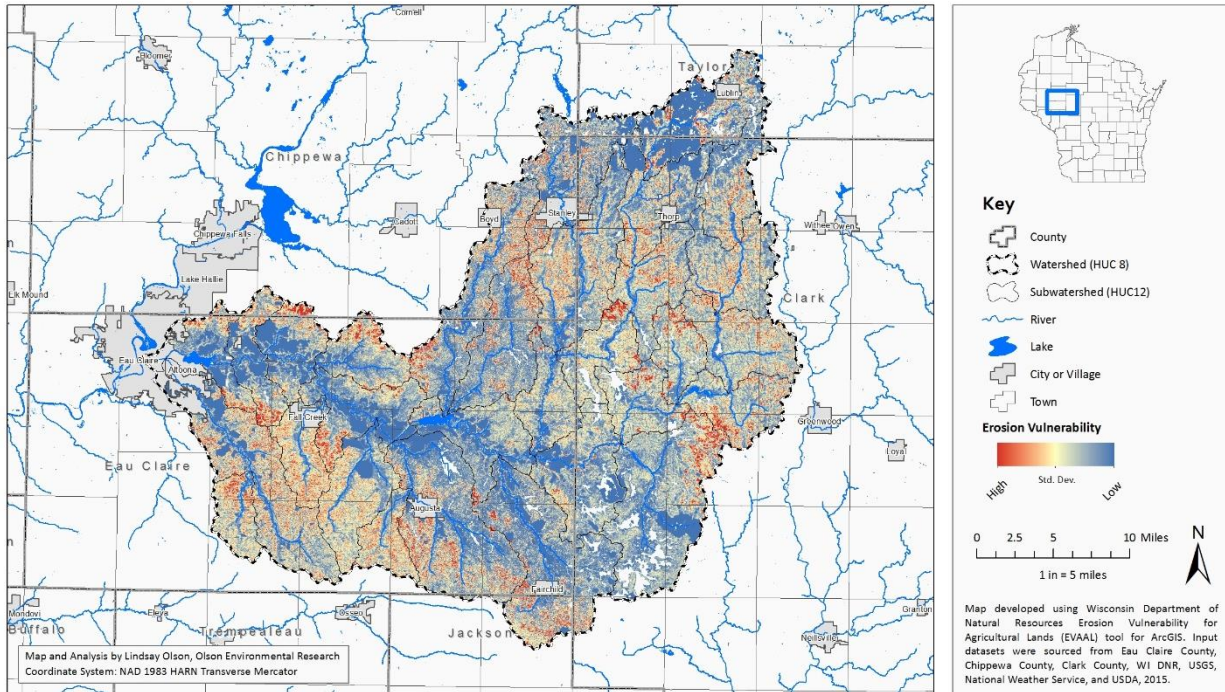 Cornell
Bloomer
Taylor
Lublin
Chippewa
Boyd
Stanley
Thorp
Cadott
Withee
Owen
Chippewa Falls
Lake Hallie
Elk Mound
Clark
Eau Claire
Altoona
Fall Creek
Greenwood
Loyal
Eau Claire
Augusta
Fairchild
Mondovi
Eleva
Osseo
Granton
Buffalo
Trempealeau
Jackson
Neillsville
Map and Analysis by Lindsay Olson, Olson Environmental Research
Coordinate System: NAD 1983 HARN Transverse Mercator
Key
County
Watershed (HUC 8)
Subwatershed (HUC12)
River
Lake
City or Village
Town
Erosion Vulnerability
Std. Dev.
High
Low
0 2.5 5 10 Miles
1 in = 5 miles
N
Map developed using Wisconsin Department of
Natural Resources Erosion Vulnerability for
Agricultural Lands (EVAAL) tool for ArcGIS. Input
datasets were sourced from Eau Claire County,
Chippewa County, Clark County, WI DNR, USGS,
National Weather Service, and USDA, 2015.